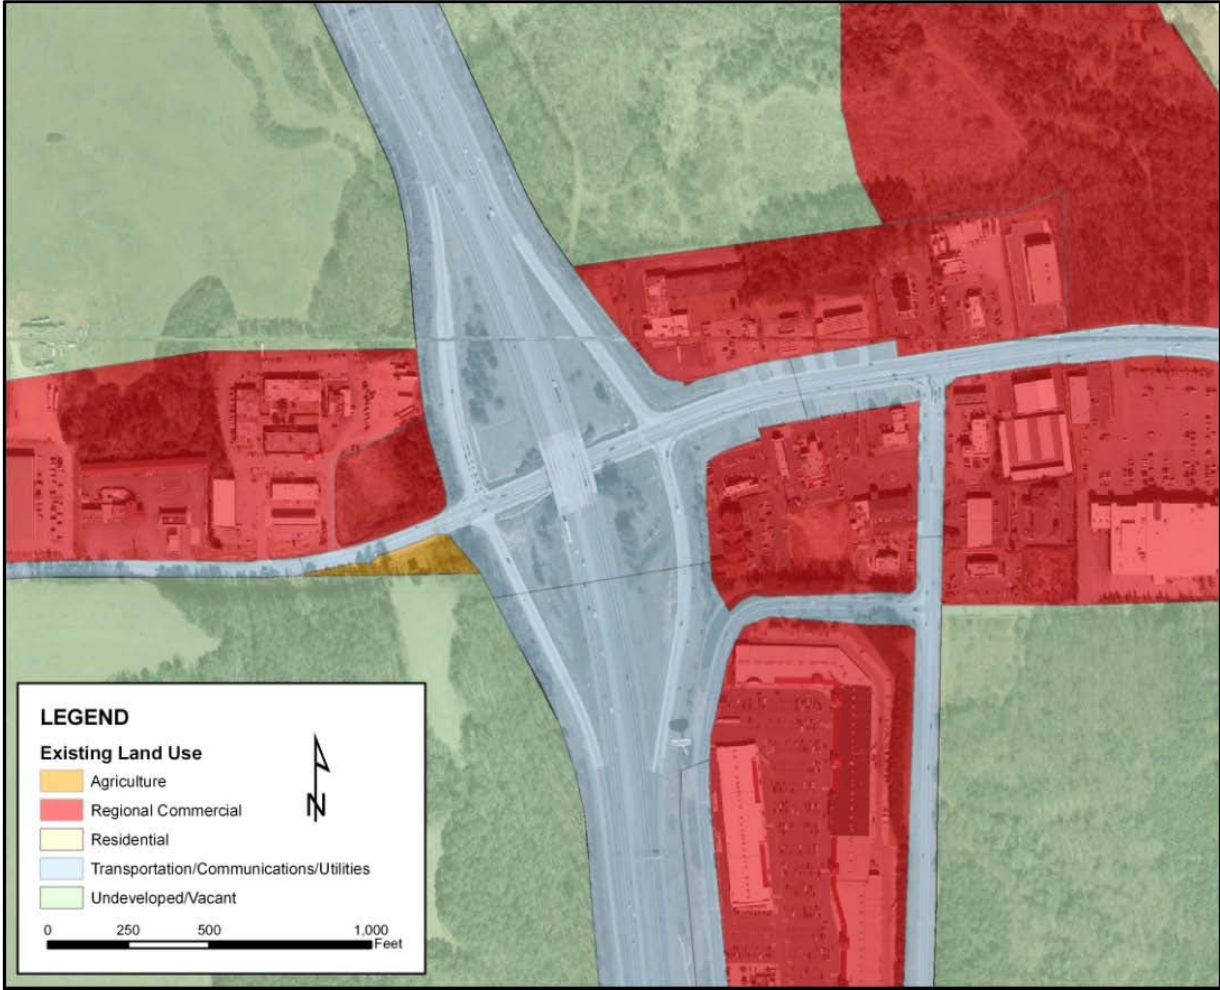 LEGEND
Existing Land Use
Agriculture
Regional Commercial
Residential
Transportation/Communications/Utilities
Undeveloped/Vacant
N
0 250 500 1,000
Feet